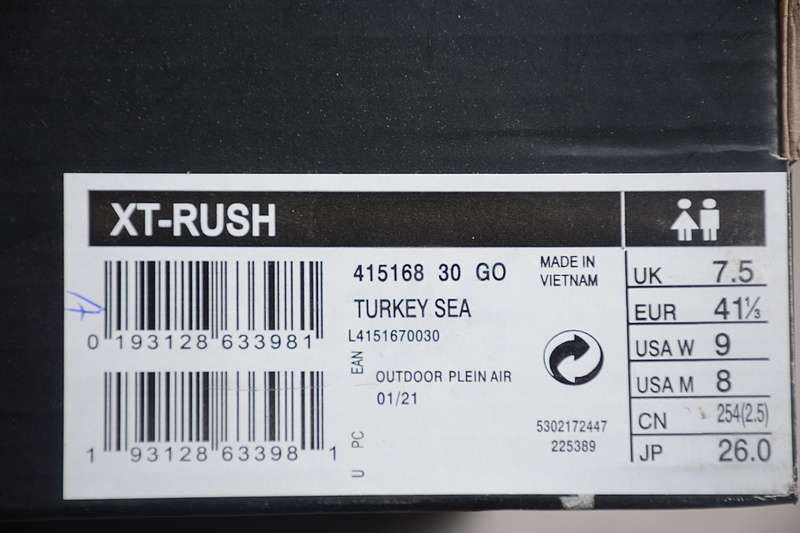 XT-RUSH
0 193128 633981
1 93128 63398 1
415168 30 GO
TURKEY SEA
L4151670030
EAN
OUTDOOR PLEIN AIR
01/21
U PC
MADE IN
VIETNAM
5302172447
225389
UK 7.5
EUR 41⅓
USA W 9
USA M 8
CN 254(2.5)
JP 26.0